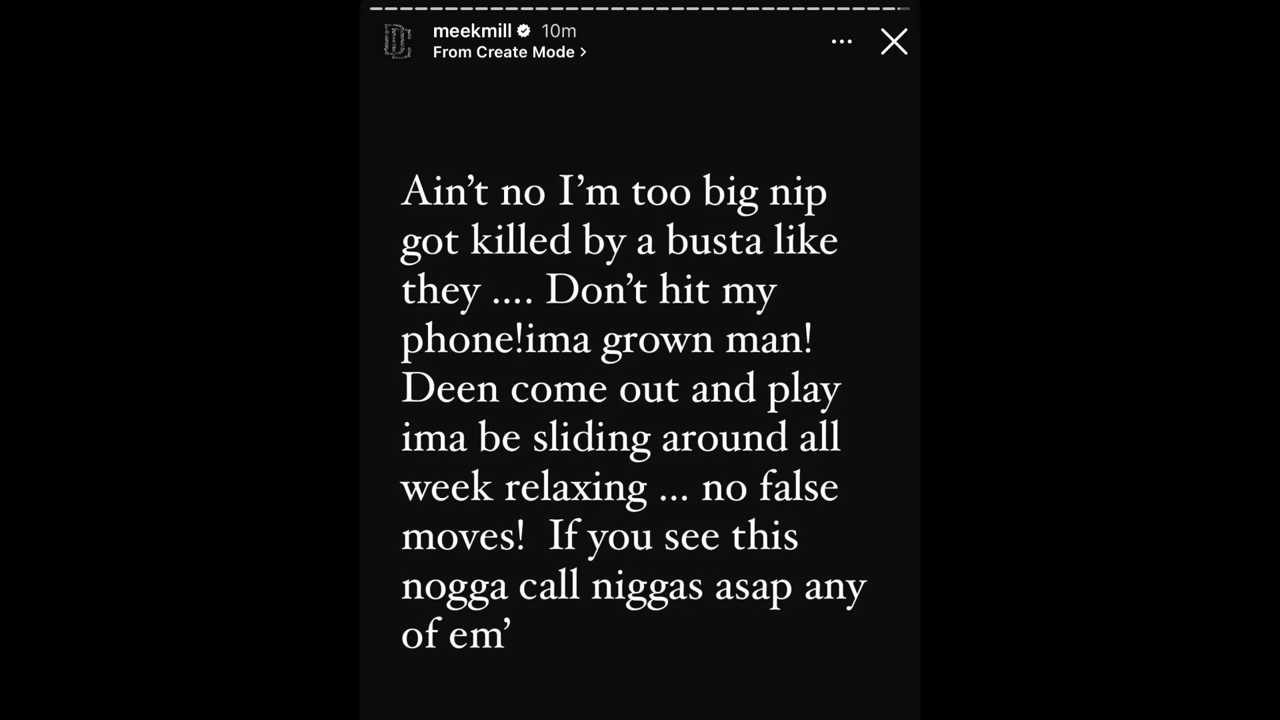 meekmill 10m
From Create Mode >
Ain’t no I’m too big nip
got killed by a busta like
they .... Don’t hit my
phone!ima grown man!
Deen come out and play
ima be sliding around all
week relaxing ... no false
moves!  If you see this
nogga call niggas asap any
of em’